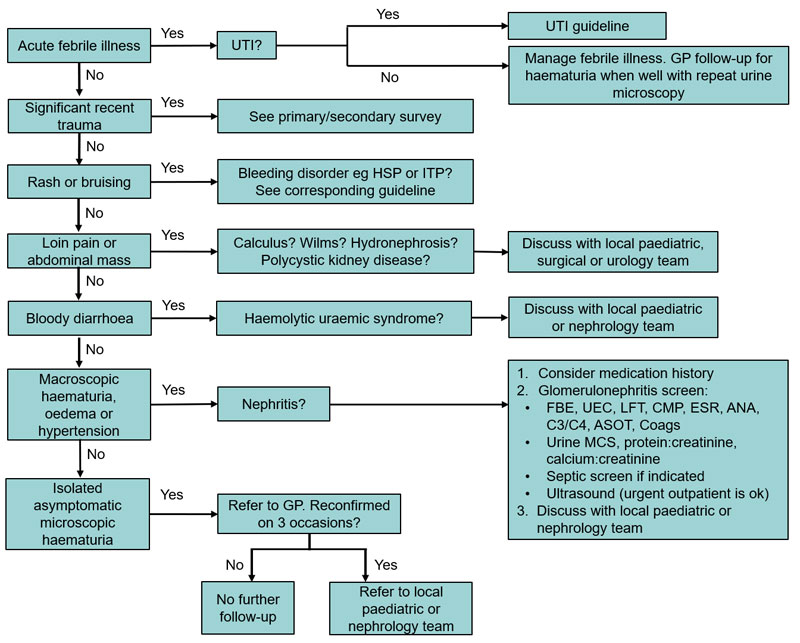 Acute febrile illness
Yes
UTI?
Yes
UTI guideline
No
Manage febrile illness. GP follow-up for
haematuria when well with repeat urine
microscopy
No
Significant recent
trauma
Yes
See primary/secondary survey
No
Rash or bruising
Yes
Bleeding disorder eg HSP or ITP?
See corresponding guideline
No
Loin pain or
abdominal mass
Yes
Calculus? Wilms? Hydronephrosis?
Polycystic kidney disease?
Discuss with local paediatric,
surgical or urology team
No
Bloody diarrhoea
Yes
Haemolytic uraemic syndrome?
Discuss with local paediatric
or nephrology team
No
Macroscopic
haematuria,
oedema or
hypertension
Yes
Nephritis?
1. Consider medication history
2. Glomerulonephritis screen:
• FBE, UEC, LFT, CMP, ESR, ANA,
C3/C4, ASOT, Coags
• Urine MCS, protein:creatinine,
calcium:creatinine
• Septic screen if indicated
• Ultrasound (urgent outpatient is ok)
3. Discuss with local paediatric or
nephrology team
No
Isolated
asymptomatic
microscopic
haematuria
Yes
Refer to GP. Reconfirmed
on 3 occasions?
No
Yes
No further
follow-up
Refer to local
paediatric or
nephrology team